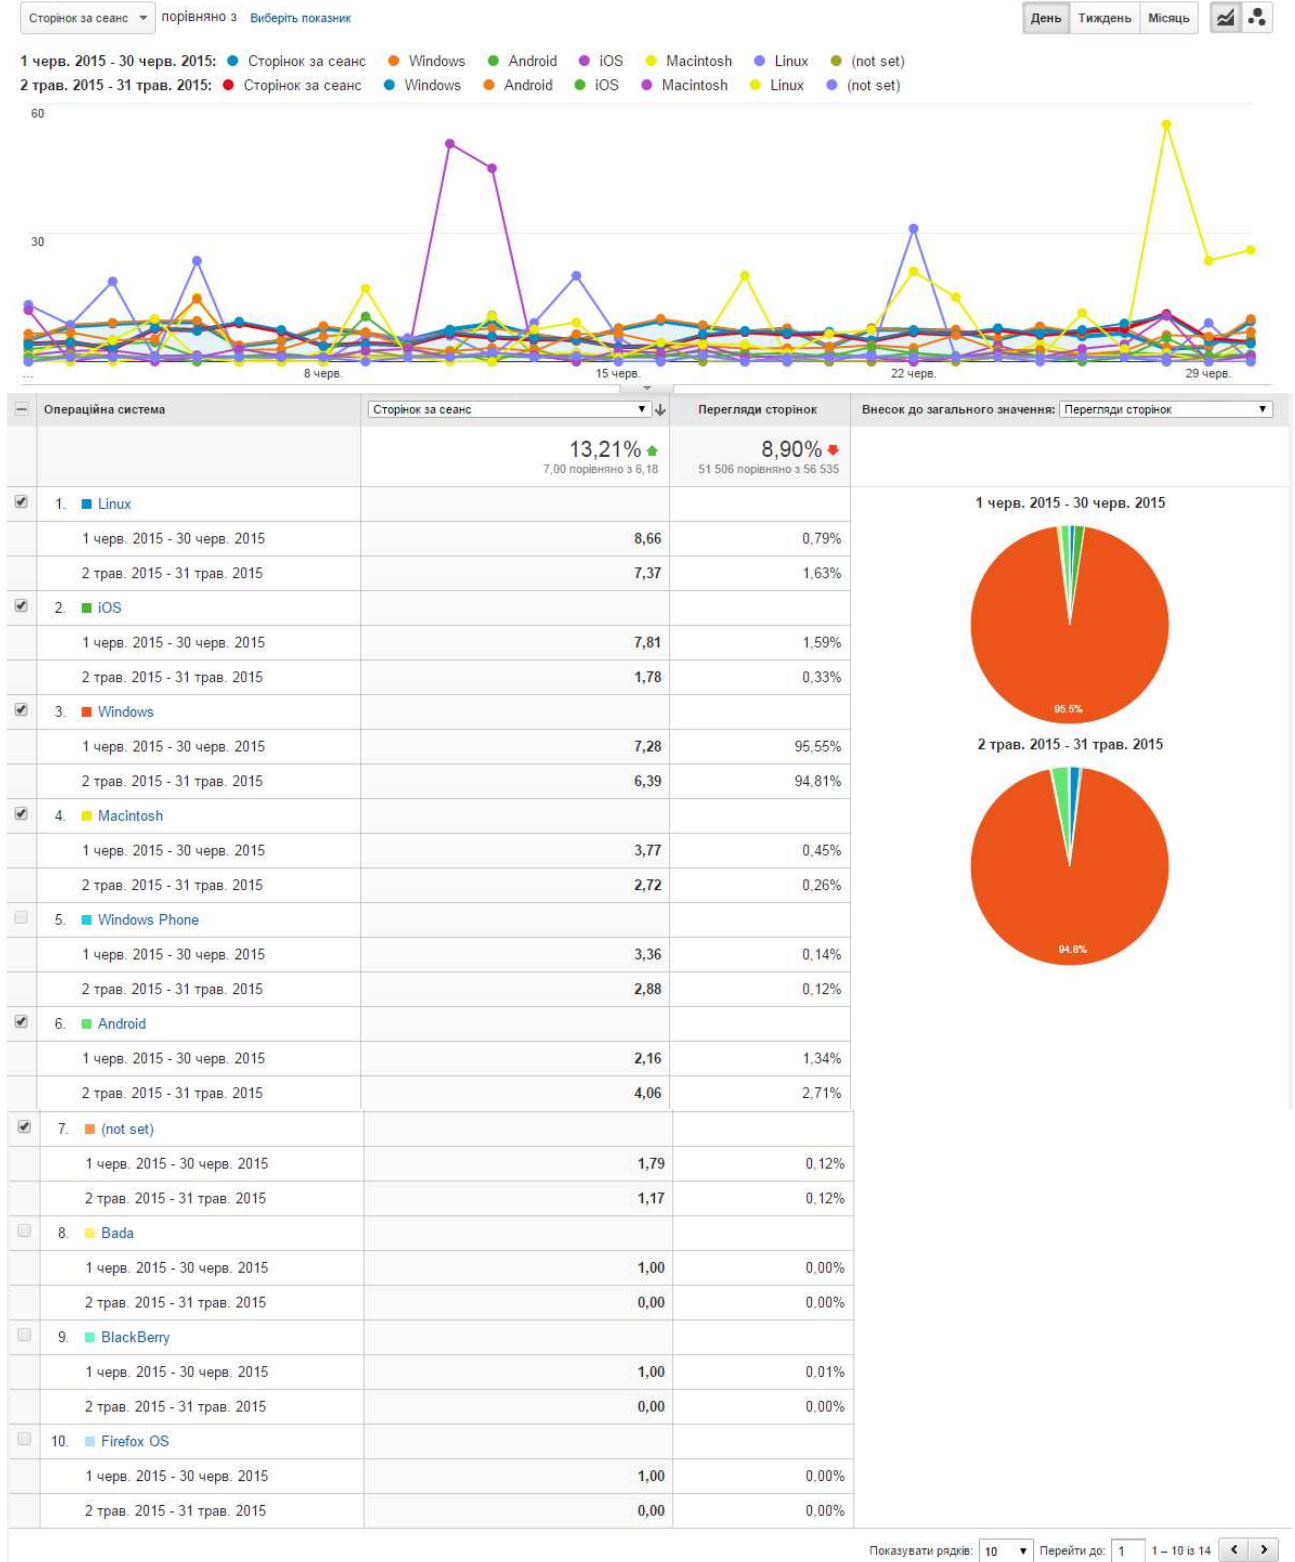 Сторінок за сеанс порівняно з Виберіть показник День Тиждень Місяць
1 черв. 2015 - 30 черв. 2015: Сторінок за сеанс Windows Android iOS Macintosh Linux (not set)
2 трав. 2015 - 31 трав. 2015: Сторінок за сеанс Windows Android iOS Macintosh Linux (not set)
60
30
... 8 черв. 15 черв. 22 черв. 29 черв.
Операційна система Сторінок за сеанс Перегляди сторінок Внесок до загального значення: Перегляди сторінок
13,21% 8,90%
7,00 порівняно з 6,18 51 506 порівняно з 56 535
1. Linux
1 черв. 2015 - 30 черв. 2015 8,66 0,79%
2 трав. 2015 - 31 трав. 2015 7,37 1,63%
2. iOS
1 черв. 2015 - 30 черв. 2015 7,81 1,59%
2 трав. 2015 - 31 трав. 2015 1,78 0,33%
3. Windows
1 черв. 2015 - 30 черв. 2015 7,28 95,55%
2 трав. 2015 - 31 трав. 2015 6,39 94,81%
4. Macintosh
1 черв. 2015 - 30 черв. 2015 3,77 0,45%
2 трав. 2015 - 31 трав. 2015 2,72 0,26%
5. Windows Phone
1 черв. 2015 - 30 черв. 2015 3,36 0,14%
2 трав. 2015 - 31 трав. 2015 2,88 0,12%
6. Android
1 черв. 2015 - 30 черв. 2015 2,16 1,34%
2 трав. 2015 - 31 трав. 2015 4,06 2,71%
7. (not set)
1 черв. 2015 - 30 черв. 2015 1,79 0,12%
2 трав. 2015 - 31 трав. 2015 1,17 0,12%
8. Bada
1 черв. 2015 - 30 черв. 2015 1,00 0,00%
2 трав. 2015 - 31 трав. 2015 0,00 0,00%
9. BlackBerry
1 черв. 2015 - 30 черв. 2015 1,00 0,01%
2 трав. 2015 - 31 трав. 2015 0,00 0,00%
10. Firefox OS
1 черв. 2015 - 30 черв. 2015 1,00 0,00%
2 трав. 2015 - 31 трав. 2015 0,00 0,00%
1 черв. 2015 - 30 черв. 2015
95.5%
2 трав. 2015 - 31 трав. 2015
94.8%
Показувати рядків: 10 Перейти до: 1 1 – 10 із 14